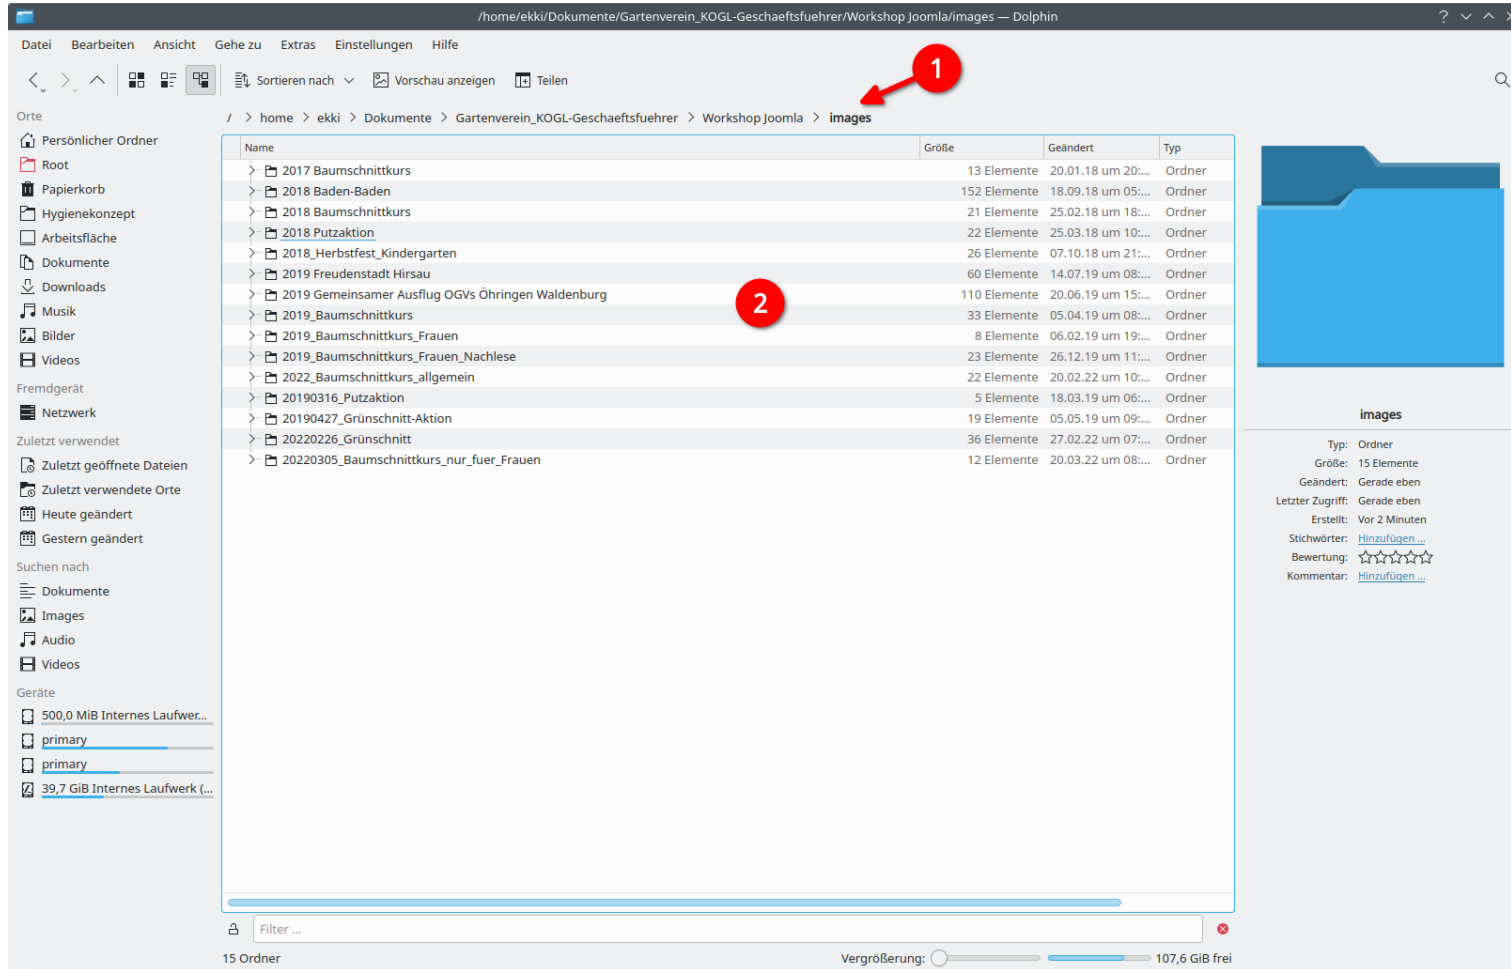 /home/ekki/Dokumente/Gartenverein_KOGL-Geschaeftsfuehrer/Workshop Joomla/images — Dolphin
Datei Bearbeiten Ansicht Gehe zu Extras Einstellungen Hilfe
1
Sortieren nach Vorschau anzeigen Teilen
Orte
Persönlicher Ordner
Root
Papierkorb
Hygienekonzept
Arbeitsfläche
Dokumente
Downloads
Musik
Bilder
Videos
Fremdgerät
Netzwerk
Zuletzt verwendet
Zuletzt geöffnete Dateien
Zuletzt verwendete Orte
Heute geändert
Gestern geändert
Suchen nach
Dokumente
Images
Audio
Videos
Geräte
500,0 MiB Internes Laufwer...
primary
primary
39,7 GiB Internes Laufwerk (...
/ > home > ekki > Dokumente > Gartenverein_KOGL-Geschaeftsfuehrer > Workshop Joomla > images
Name Größe Geändert Typ
2017 Baumschnittkurs 13 Elemente 20.01.18 um 20:... Ordner
2018 Baden-Baden 152 Elemente 18.09.18 um 05:... Ordner
2018 Baumschnittkurs 21 Elemente 25.02.18 um 18:... Ordner
2018 Putzaktion 22 Elemente 25.03.18 um 10:... Ordner
2018_Herbstfest_Kindergarten 26 Elemente 07.10.18 um 21:... Ordner
2019 Freudenstadt Hirsau 60 Elemente 14.07.19 um 08:... Ordner
2019 Gemeinsamer Ausflug OGVs Öhringen Waldenburg 110 Elemente 20.06.19 um 15:... Ordner
2
2019_Baumschnittkurs 33 Elemente 05.04.19 um 08:... Ordner
2019_Baumschnittkurs_Frauen 8 Elemente 06.02.19 um 19:... Ordner
2019_Baumschnittkurs_Frauen_Nachlese 23 Elemente 26.12.19 um 11:... Ordner
2022_Baumschnittkurs_allgemein 22 Elemente 20.02.22 um 10:... Ordner
20190316_Putzaktion 5 Elemente 18.03.19 um 06:... Ordner
20190427_Grünschnitt-Aktion 19 Elemente 05.05.19 um 09:... Ordner
20220226_Grünschnitt 36 Elemente 27.02.22 um 07:... Ordner
20220305_Baumschnittkurs_nur_fuer_Frauen 12 Elemente 20.03.22 um 08:... Ordner
Filter ...
15 Ordner Vergrößerung: 107,6 GiB frei
images
Typ: Ordner
Größe: 15 Elemente
Geändert: Gerade eben
Letzter Zugriff: Gerade eben
Erstellt: Vor 2 Minuten
Stichwörter: Hinzufügen ...
Bewertung:
Kommentar: Hinzufügen ...